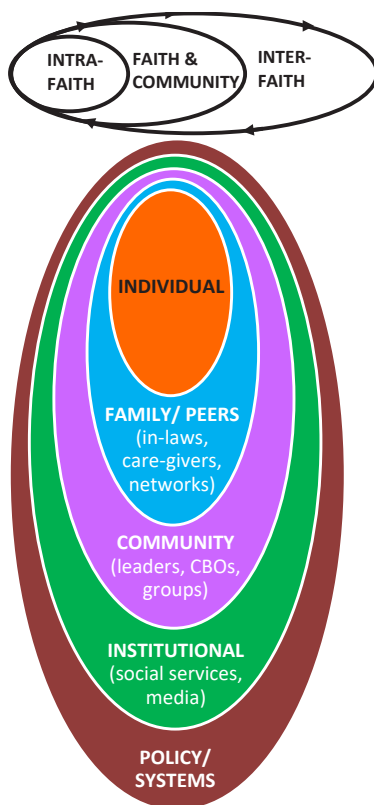 INTRA-
FAITH
FAITH &
COMMUNITY
INTER-
FAITH
INDIVIDUAL
FAMILY/ PEERS
(in-laws,
care-givers,
networks)
COMMUNITY
(leaders, CBOs,
groups)
INSTITUTIONAL
(social services,
media)
POLICY/
SYSTEMS